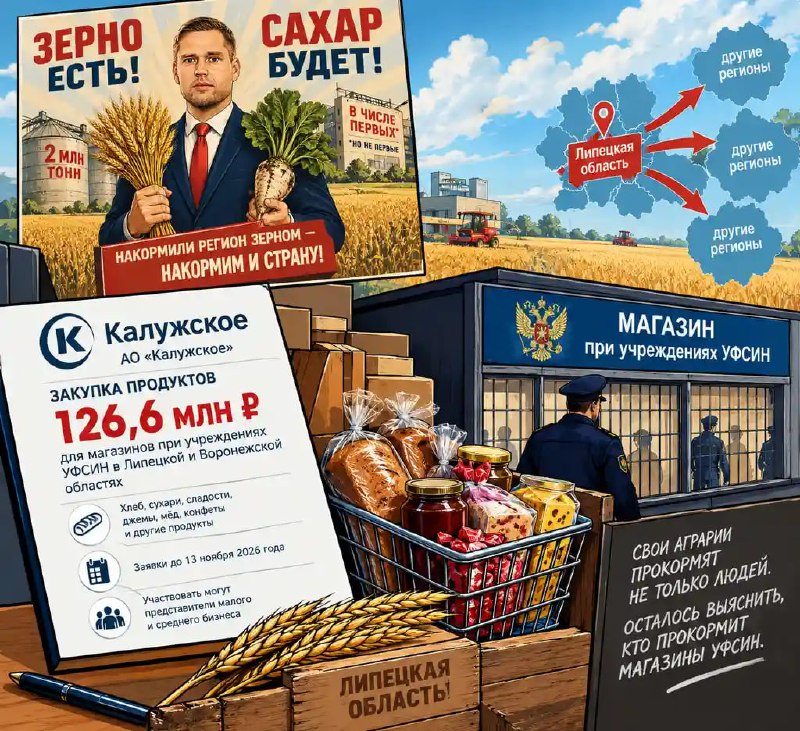 ЗЕРНО
ЕСТЬ!
САХАР
БУДЕТ!
2 МЛН
ТОНН
В ЧИСЛЕ
ПЕРВЫХ*
*НО НЕ ПЕРВЫЕ
НАКОРМИЛИ РЕГИОН ЗЕРНОМ –
НАКОРМИМ И СТРАНУ!
Липецкая
область
другие
регионы
другие
регионы
другие
регионы
К Калужское
АО «Калужское»
ЗАКУПКА ПРОДУКТОВ
126,6 МЛН ₽
для магазинов при учреждениях
УФСИН в Липецкой и Воронежской
областях
Хлеб, сухари, сладости,
джемы, мёд, конфеты
и другие продукты
Заявки до 13 ноября 2026 года
Участвовать могут
представители малого
и среднего бизнеса
МАГАЗИН
при учреждениях УФСИН
ЛИПЕЦКАЯ
ОБЛАСТЬ!
СВОИ АГРАРИИ
ПРОКОРМЯТ
НЕ ТОЛЬКО ЛЮДЕЙ.
ОСТАЛОСЬ ВЫЯСНИТЬ,
КТО ПРОКОРМИТ
МАГАЗИНЫ УФСИН.